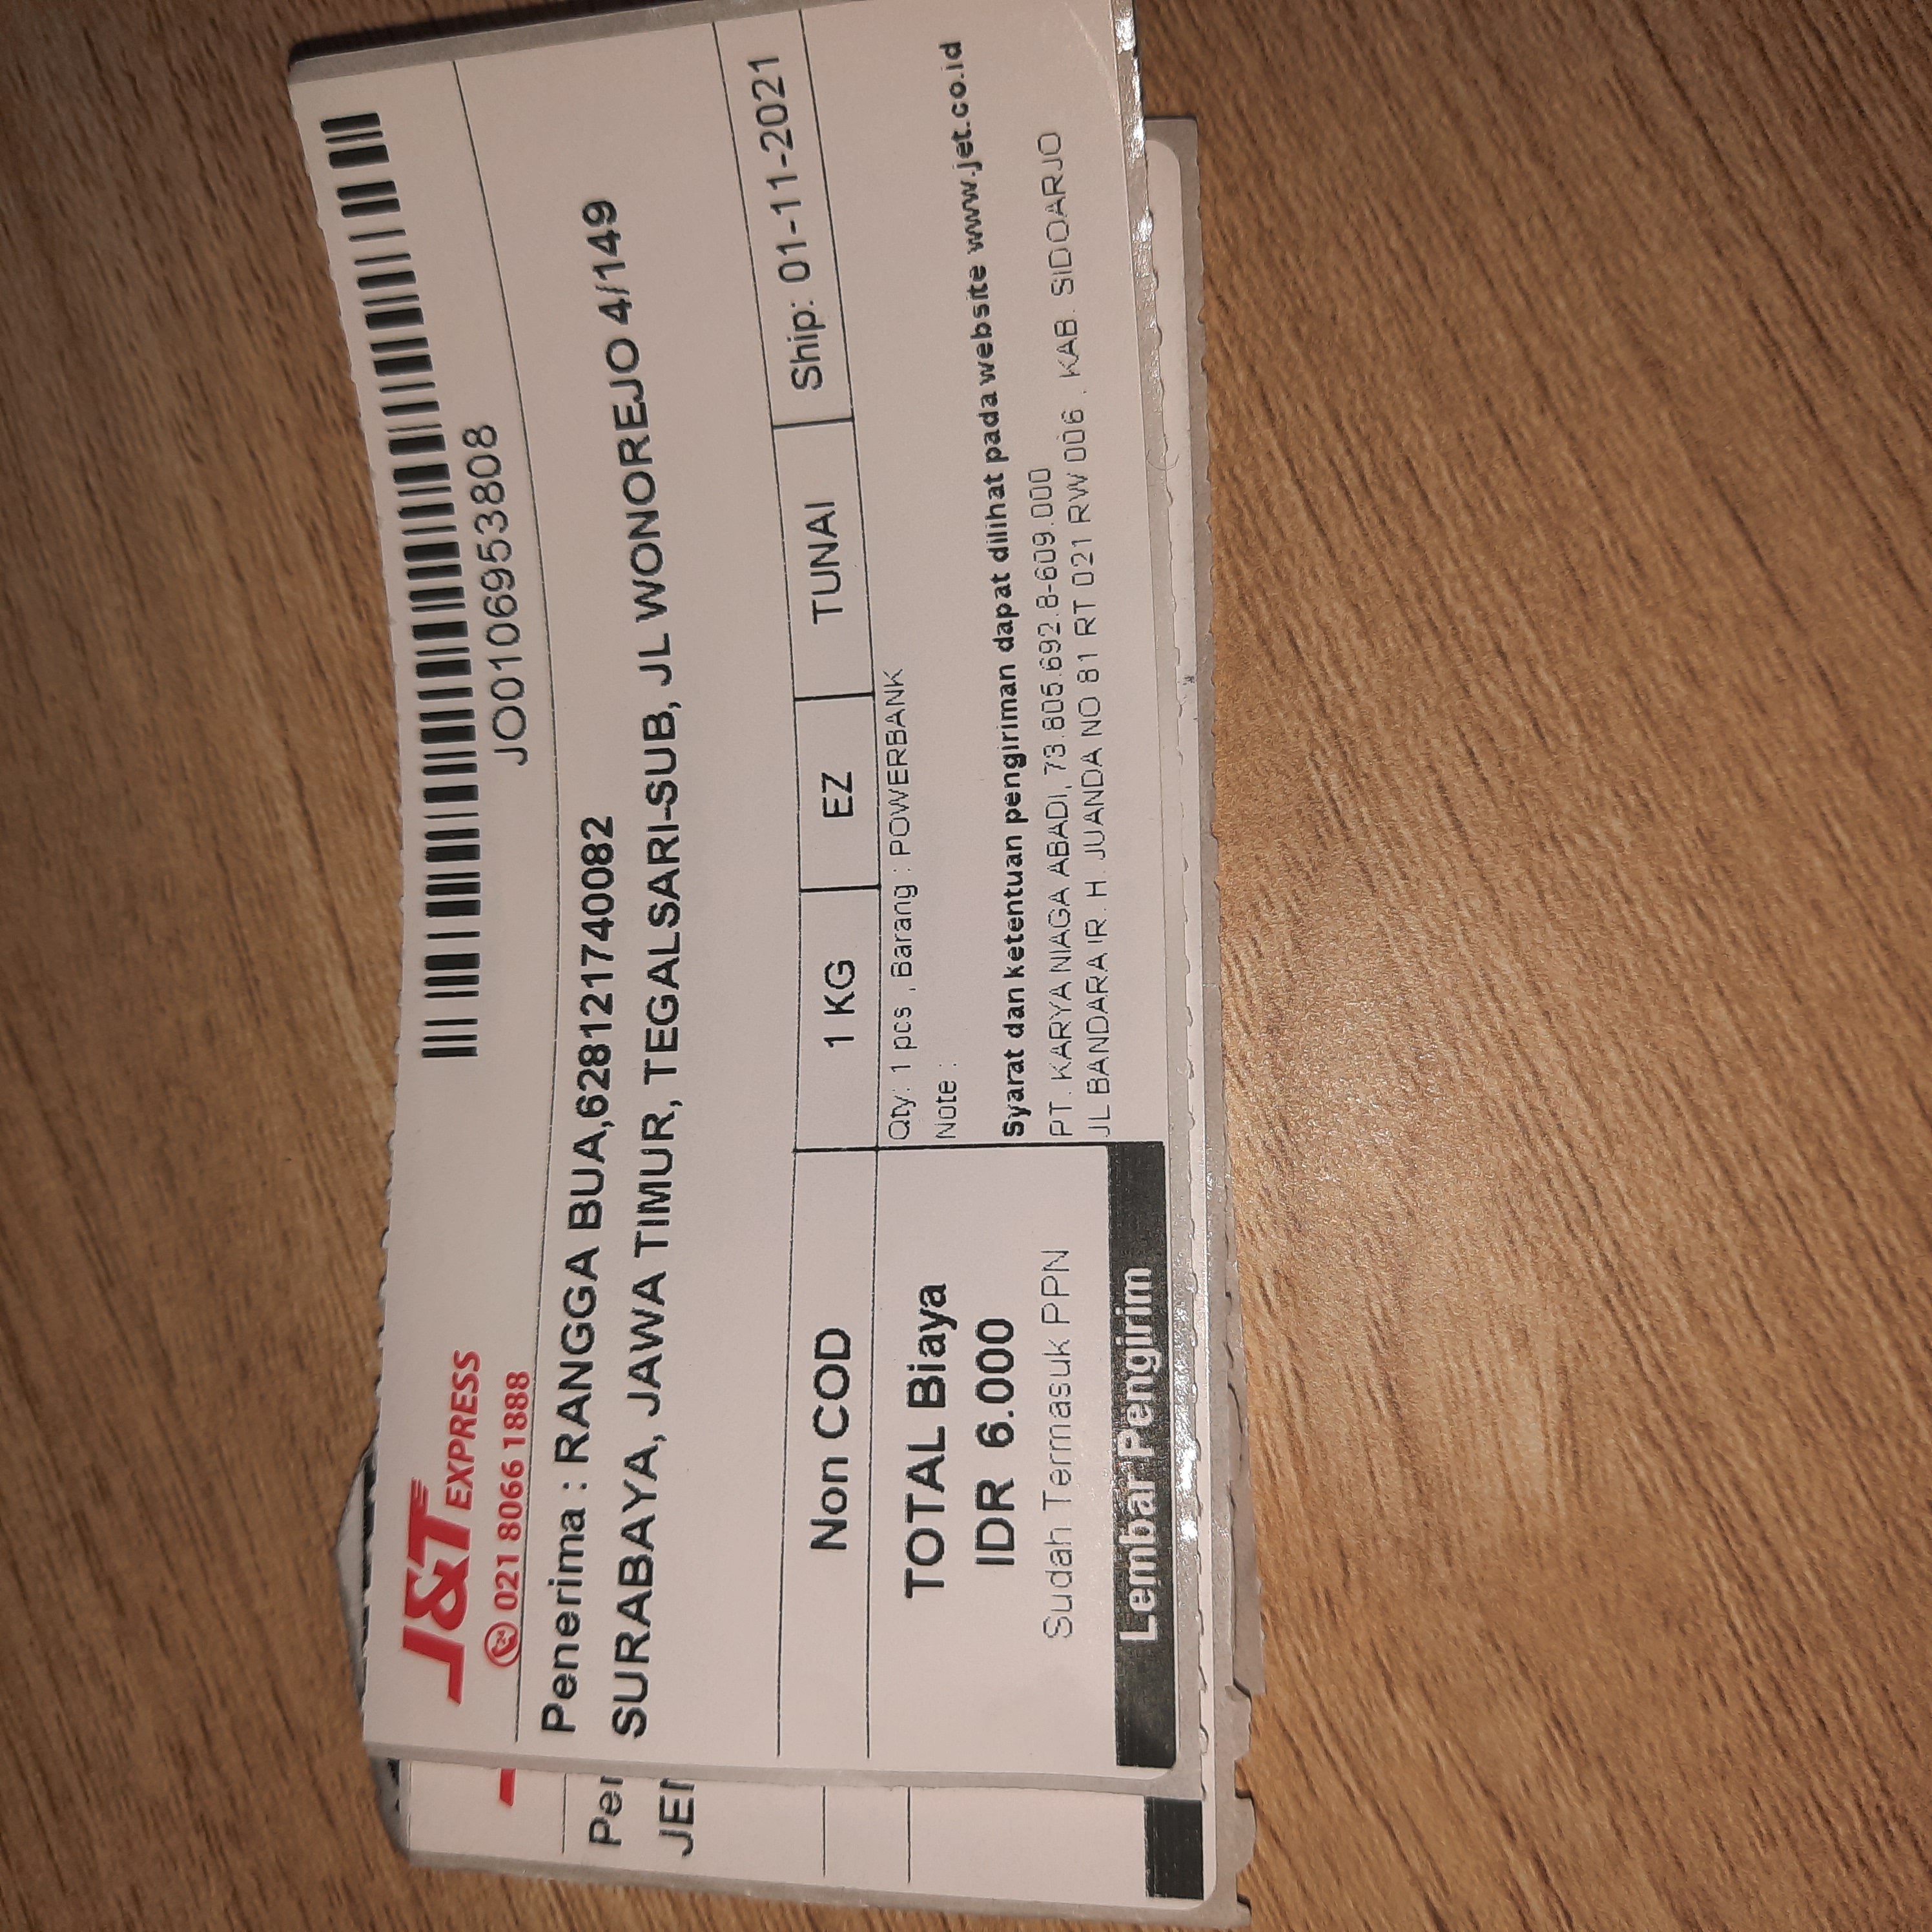 J&T EXPRESS
021 8066 1888
JO0106953808
Penerima : RANGGA BUA,628121740082
SURABAYA, JAWA TIMUR, TEGALSARI-SUB, JL WONOREJO 4/149
Non COD
1 KG
EZ
TUNAI
Ship: 01-11-2021
TOTAL Biaya
IDR 6.000
Sudah Termasuk PPN
Lembar Pengirim
Qty: 1 pcs , Barang : POWERBANK
Note :
Syarat dan ketentuan pengiriman dapat dilihat pada website www.jet.co.id
PT. KARYA NIAGA ABADI, 73.805.692.8-609.000
JL BANDARA IR. H. JUANDA NO 81 RT 021 RW 006 , KAB. SIDOARJO